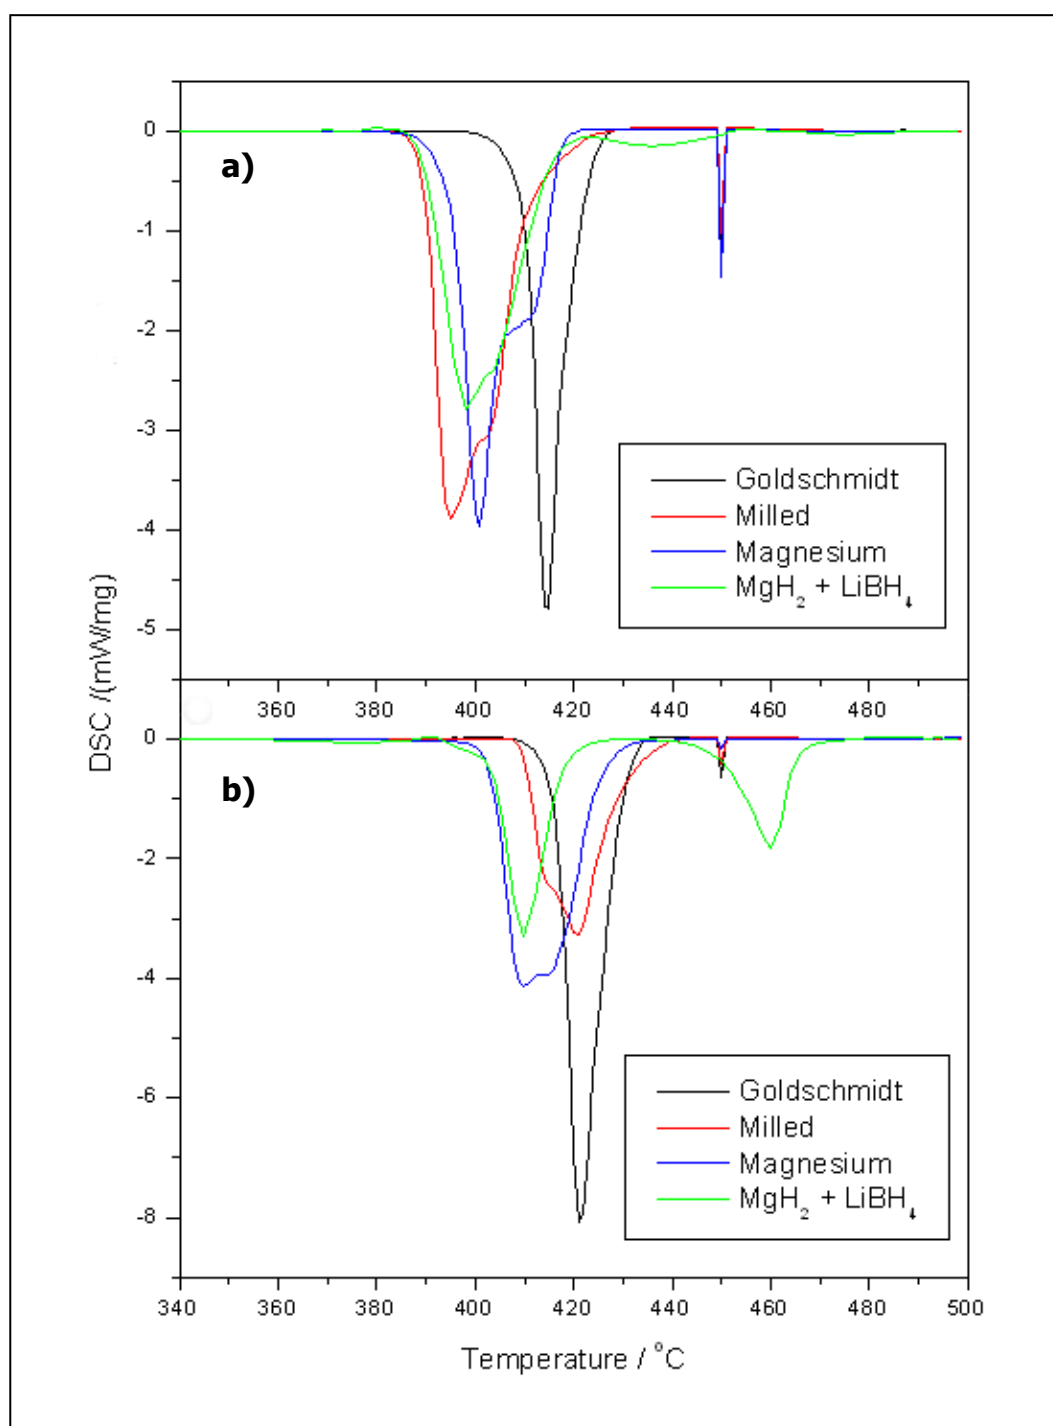 0
-1
-2
-3
-4
-5
a)
Goldschmidt
Milled
Magnesium
MgH₂ + LiBH₄
360 380 400 420 440 460 480
DSC /(mW/mg)
0
-2
-4
-6
-8
b)
Goldschmidt
Milled
Magnesium
MgH₂ + LiBH₄
340 360 380 400 420 440 460 480 500
Temperature / °C